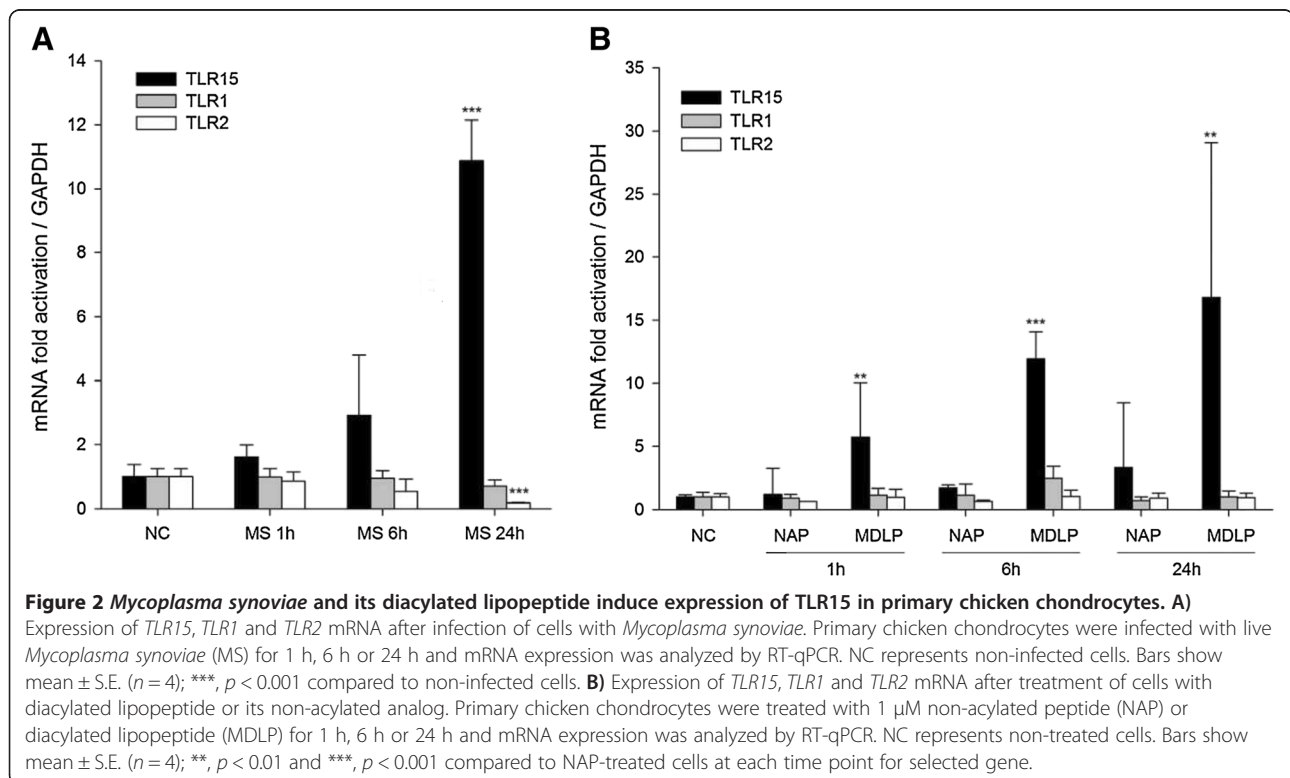 A
mRNA fold activation / GAPDH
14
12
10
8
6
4
2
0
TLR15
TLR1
TLR2
***
***
NC
MS 1h
MS 6h
MS 24h
B
mRNA fold activation / GAPDH
35
30
25
20
15
10
5
0
TLR15
TLR1
TLR2
**
***
**
NC
NAP
MDLP
NAP
MDLP
NAP
MDLP
1h
6h
24h
Figure 2 Mycoplasma synoviae and its diacylated lipopeptide induce expression of TLR15 in primary chicken chondrocytes. A)
Expression of TLR15, TLR1 and TLR2 mRNA after infection of cells with Mycoplasma synoviae. Primary chicken chondrocytes were infected with live
Mycoplasma synoviae (MS) for 1 h, 6 h or 24 h and mRNA expression was analyzed by RT-qPCR. NC represents non-infected cells. Bars show
mean ± S.E. (n = 4); ***, p < 0.001 compared to non-infected cells. B) Expression of TLR15, TLR1 and TLR2 mRNA after treatment of cells with
diacylated lipopeptide or its non-acylated analog. Primary chicken chondrocytes were treated with 1 μM non-acylated peptide (NAP) or
diacylated lipopeptide (MDLP) for 1 h, 6 h or 24 h and mRNA expression was analyzed by RT-qPCR. NC represents non-treated cells. Bars show
mean ± S.E. (n = 4); **, p < 0.01 and ***, p < 0.001 compared to NAP-treated cells at each time point for selected gene.